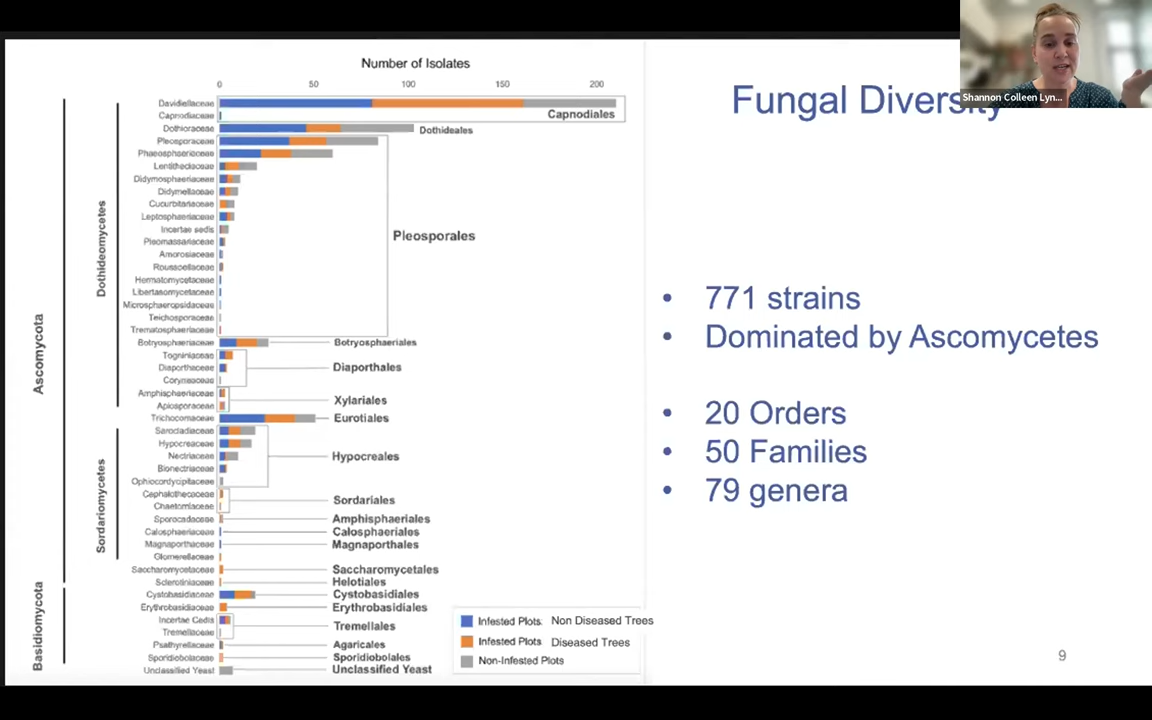 Number of Isolates
0 50 100 150 200
Davidiellaceae
Capnodiaceae
Capnodiales
Dothioraceae
Dothideales
Pleosporaceae
Phaeosphaeriaceae
Lentitheciaceae
Didymosphaeriaceae
Didymellaceae
Cucurbitariaceae
Leptosphaeriaceae
Incertae sedis
Pleomassariaceae
Amorosiaceae
Roussoellaceae
Hermatomycetaceae
Libertasomycetaceae
Microsphaeropsidaceae
Teichosporaceae
Trematosphaeriaceae
Pleosporales
Botryosphaeriaceae
Botryosphaeriales
Togniniaceae
Diaporthaceae
Diaporthales
Coryneaceae
Amphisphaeriaceae
Xylariales
Apiosporaceae
Trichocomaceae
Eurotiales
Sarocladiaceae
Hypocreaceae
Nectriaceae
Hypocreales
Bionectriaceae
Ophiocordycipitaceae
Cephalothecaceae
Sordariales
Chaetomiaceae
Sporocadaceae
Amphisphaeriales
Calosphaeriaceae
Calosphaeriales
Magnaporthaceae
Magnaporthales
Glomerellaceae
Saccharomycetaceae
Saccharomycetales
Sclerotiniaceae
Helotiales
Cystobasidiaceae
Cystobasidiales
Erythrobasidiaceae
Erythrobasidiales
Incertae Cedis
Tremellales
Tremellaceae
Psathyrellaceae
Agaricales
Sporidiobolaceae
Sporidiobolales
Unclassified Yeast
Unclassified Yeast
Dothideomycetes
Sordariomycetes
Ascomycota
Basidiomycota
Infested Plots Non Diseased Trees
Infested Plots Diseased Trees
Non-Infested Plots
Fungal Diversity
• 771 strains
• Dominated by Ascomycetes
• 20 Orders
• 50 Families
• 79 genera
9
Shannon Colleen Lyn...